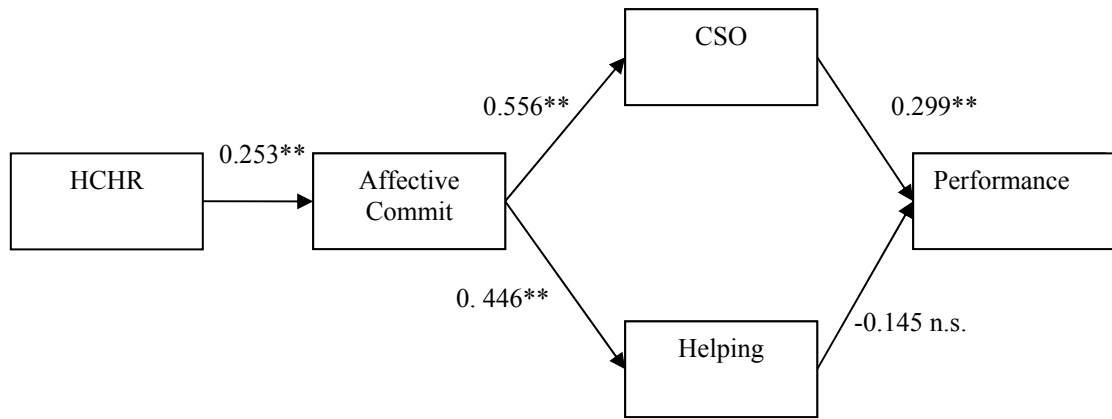 CSO
0.556**
0.299**
HCHR
0.253**
Affective
Commit
Performance
0. 446**
-0.145 n.s.
Helping